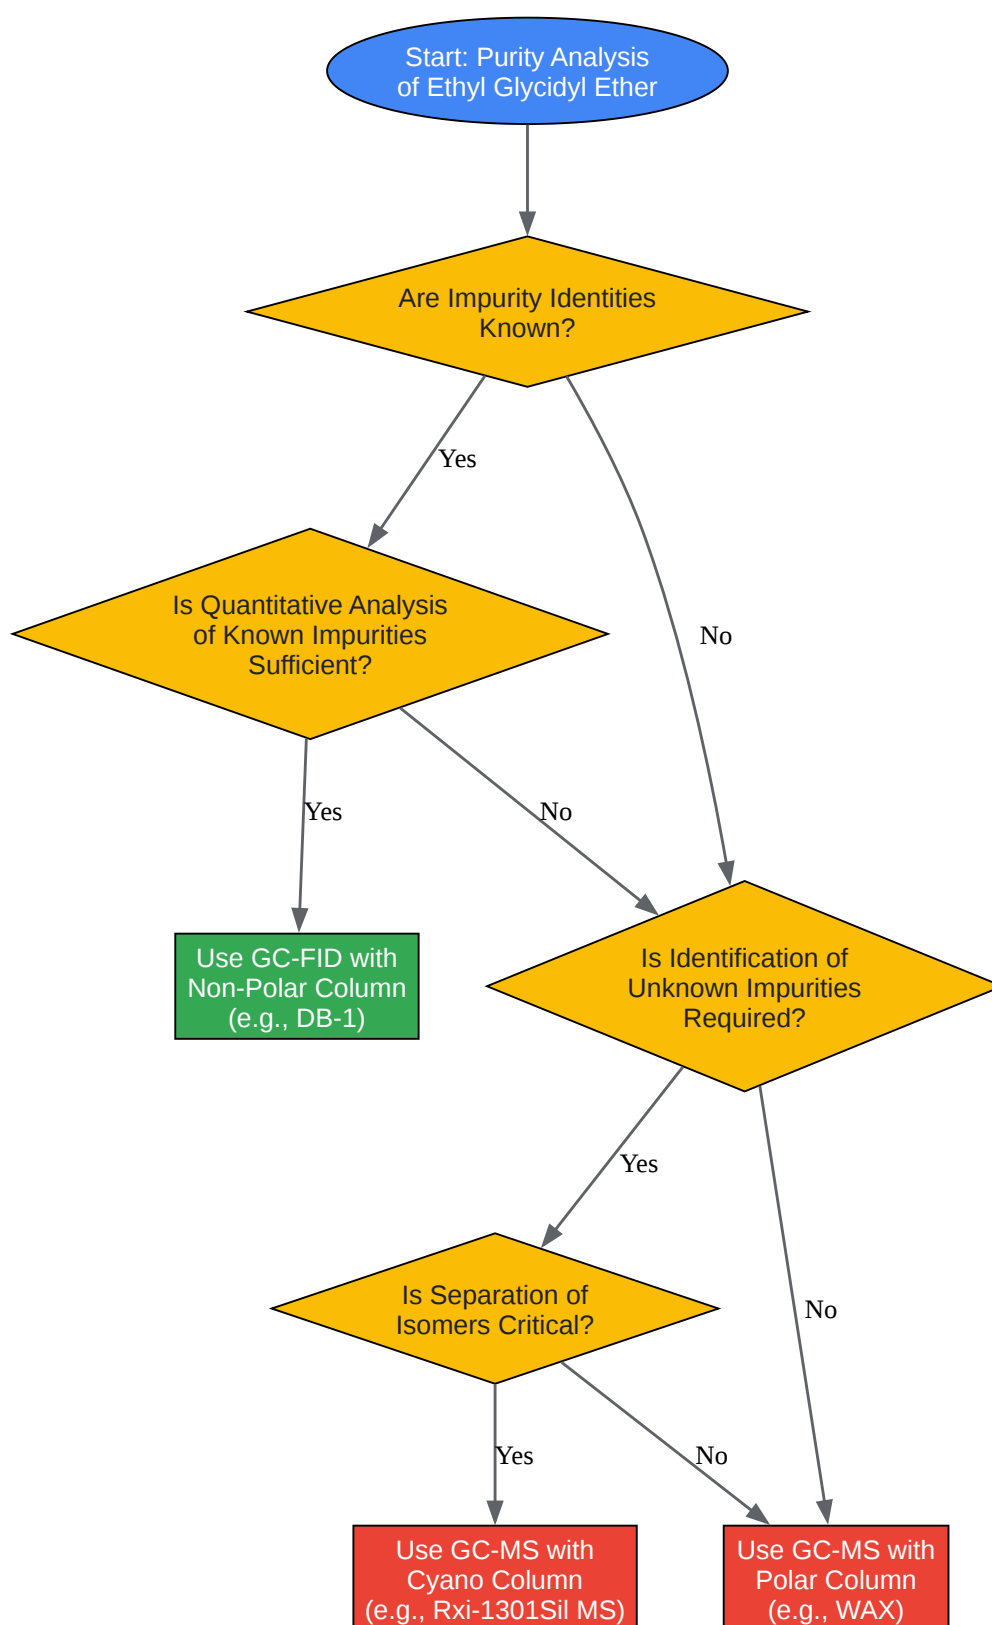 Start: Purity Analysis
of Ethyl Glycidyl Ether
Are Impurity Identities
Known?
Yes
No
Is Quantitative Analysis
of Known Impurities
Sufficient?
Yes
No
Use GC-FID with
Non-Polar Column
(e.g., DB-1)
Is Identification of
Unknown Impurities
Required?
Yes
No
Is Separation of
Isomers Critical?
Yes
No
Use GC-MS with
Cyano Column
(e.g., Rxi-1301Sil MS)
Use GC-MS with
Polar Column
(e.g., WAX)